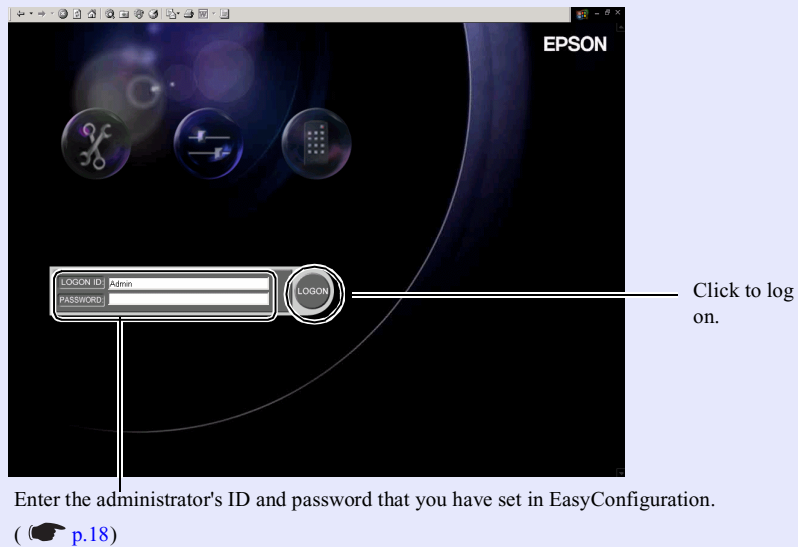 EPSON
LOGON ID
Admin
PASSWORD
LOGON
Click to log
on.
Enter the administrator's ID and password that you have set in EasyConfiguration.
( p.18)